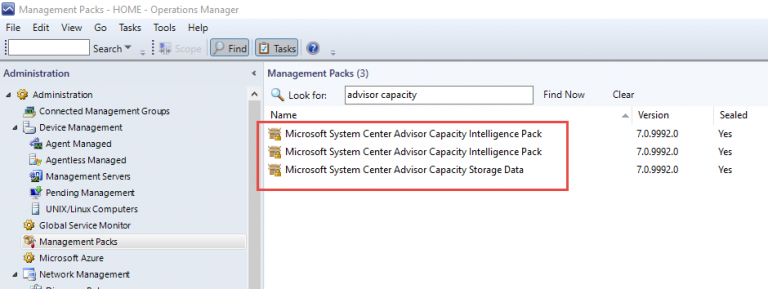 Management Packs - HOME - Operations Manager
File Edit View Go Tasks Tools Help
Search Scope Find Tasks
Administration
Administration
Connected Management Groups
Device Management
Agent Managed
Agentless Managed
Management Servers
Pending Management
UNIX/Linux Computers
Global Service Monitor
Management Packs
Microsoft Azure
Network Management
Management Packs (3)
Look for: advisor capacity Find Now Clear
Name Version Sealed
Microsoft System Center Advisor Capacity Intelligence Pack 7.0.9992.0 Yes
Microsoft System Center Advisor Capacity Intelligence Pack 7.0.9992.0 Yes
Microsoft System Center Advisor Capacity Storage Data 7.0.9992.0 Yes